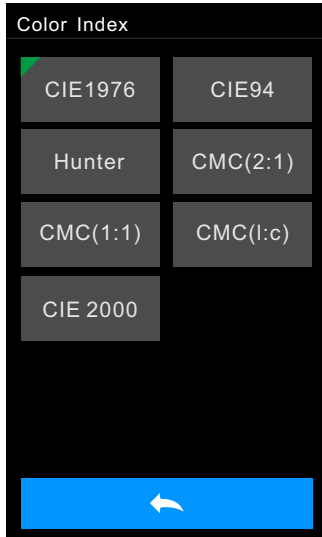 Color Index
CIE1976
CIE94
Hunter
CMC(2:1)
CMC(1:1)
CMC(l:c)
CIE 2000